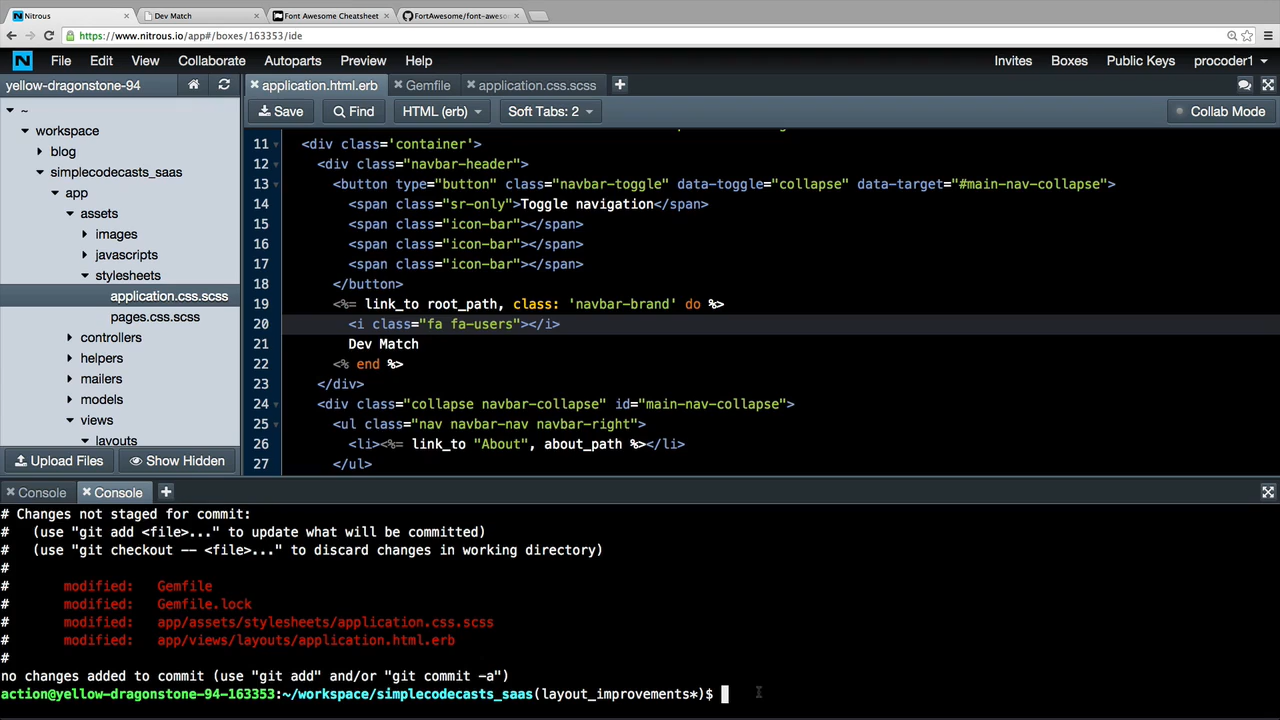 Nitrous
Dev Match
Font Awesome Cheatsheet
FortAwesome/font-aweso
https://www.nitrous.io/app#/boxes/163353/ide
N File Edit View Collaborate Autoparts Preview Help Invites Boxes Public Keys procoder1
yellow-dragonstone-94
application.html.erb Gemfile application.css.scss
Save Find HTML (erb) Soft Tabs: 2 Collab Mode
~
workspace
blog
simplecodecasts_saas
app
assets
images
javascripts
stylesheets
application.css.scss
pages.css.scss
controllers
helpers
mailers
models
views
layouts
Upload Files Show Hidden
11 <div class='container'>
12 <div class="navbar-header">
13 <button type="button" class="navbar-toggle" data-toggle="collapse" data-target="#main-nav-collapse">
14 <span class="sr-only">Toggle navigation</span>
15 <span class="icon-bar"></span>
16 <span class="icon-bar"></span>
17 <span class="icon-bar"></span>
18 </button>
19 <%= link_to root_path, class: 'navbar-brand' do %>
20 <i class="fa fa-users"></i>
21 Dev Match
22 <% end %>
23 </div>
24 <div class="collapse navbar-collapse" id="main-nav-collapse">
25 <ul class="nav navbar-nav navbar-right">
26 <li><%= link_to "About", about_path %></li>
27 </ul>
Console Console
# Changes not staged for commit:
#   (use "git add <file>..." to update what will be committed)
#   (use "git checkout -- <file>..." to discard changes in working directory)
#
#       modified:   Gemfile
#       modified:   Gemfile.lock
#       modified:   app/assets/stylesheets/application.css.scss
#       modified:   app/views/layouts/application.html.erb
#
no changes added to commit (use "git add" and/or "git commit -a")
action@yellow-dragonstone-94-163353:~/workspace/simplecodecasts_saas(layout_improvements*)$